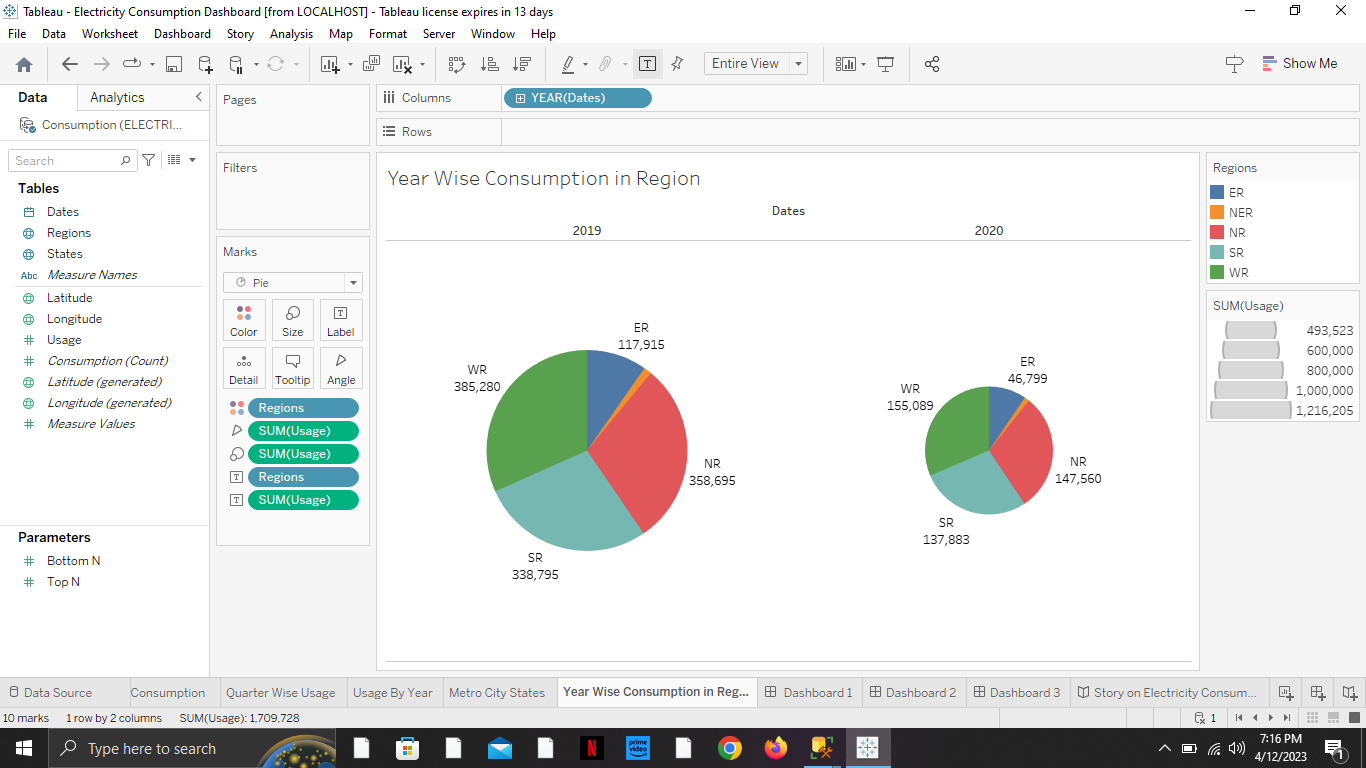 Tableau - Electricity Consumption Dashboard [from LOCALHOST] - Tableau license expires in 13 days
File Data Worksheet Dashboard Story Analysis Map Format Server Window Help
Entire View
Show Me
Data Analytics
Consumption (ELECTRI...
Search
Tables
Dates
Regions
States
Abc Measure Names
Latitude
Longitude
Usage
Consumption (Count)
Latitude (generated)
Longitude (generated)
Measure Values
Parameters
Bottom N
Top N
Pages
Filters
Marks
Pie
Color Size Label
Detail Tooltip Angle
Regions
SUM(Usage)
SUM(Usage)
Regions
SUM(Usage)
Columns YEAR(Dates)
Rows
Year Wise Consumption in Region
Dates
2019 2020
ER
117,915
WR
385,280
NR
358,695
SR
338,795
ER
46,799
WR
155,089
NR
147,560
SR
137,883
Regions
ER
NER
NR
SR
WR
SUM(Usage)
493,523
600,000
800,000
1,000,000
1,216,205
Data Source Consumption Quarter Wise Usage Usage By Year Metro City States Year Wise Consumption in Reg... Dashboard 1 Dashboard 2 Dashboard 3 Story on Electricity Consum...
10 marks 1 row by 2 columns SUM(Usage): 1,709,728 1
Type here to search
prime video
N
7:16 PM
4/12/2023
1